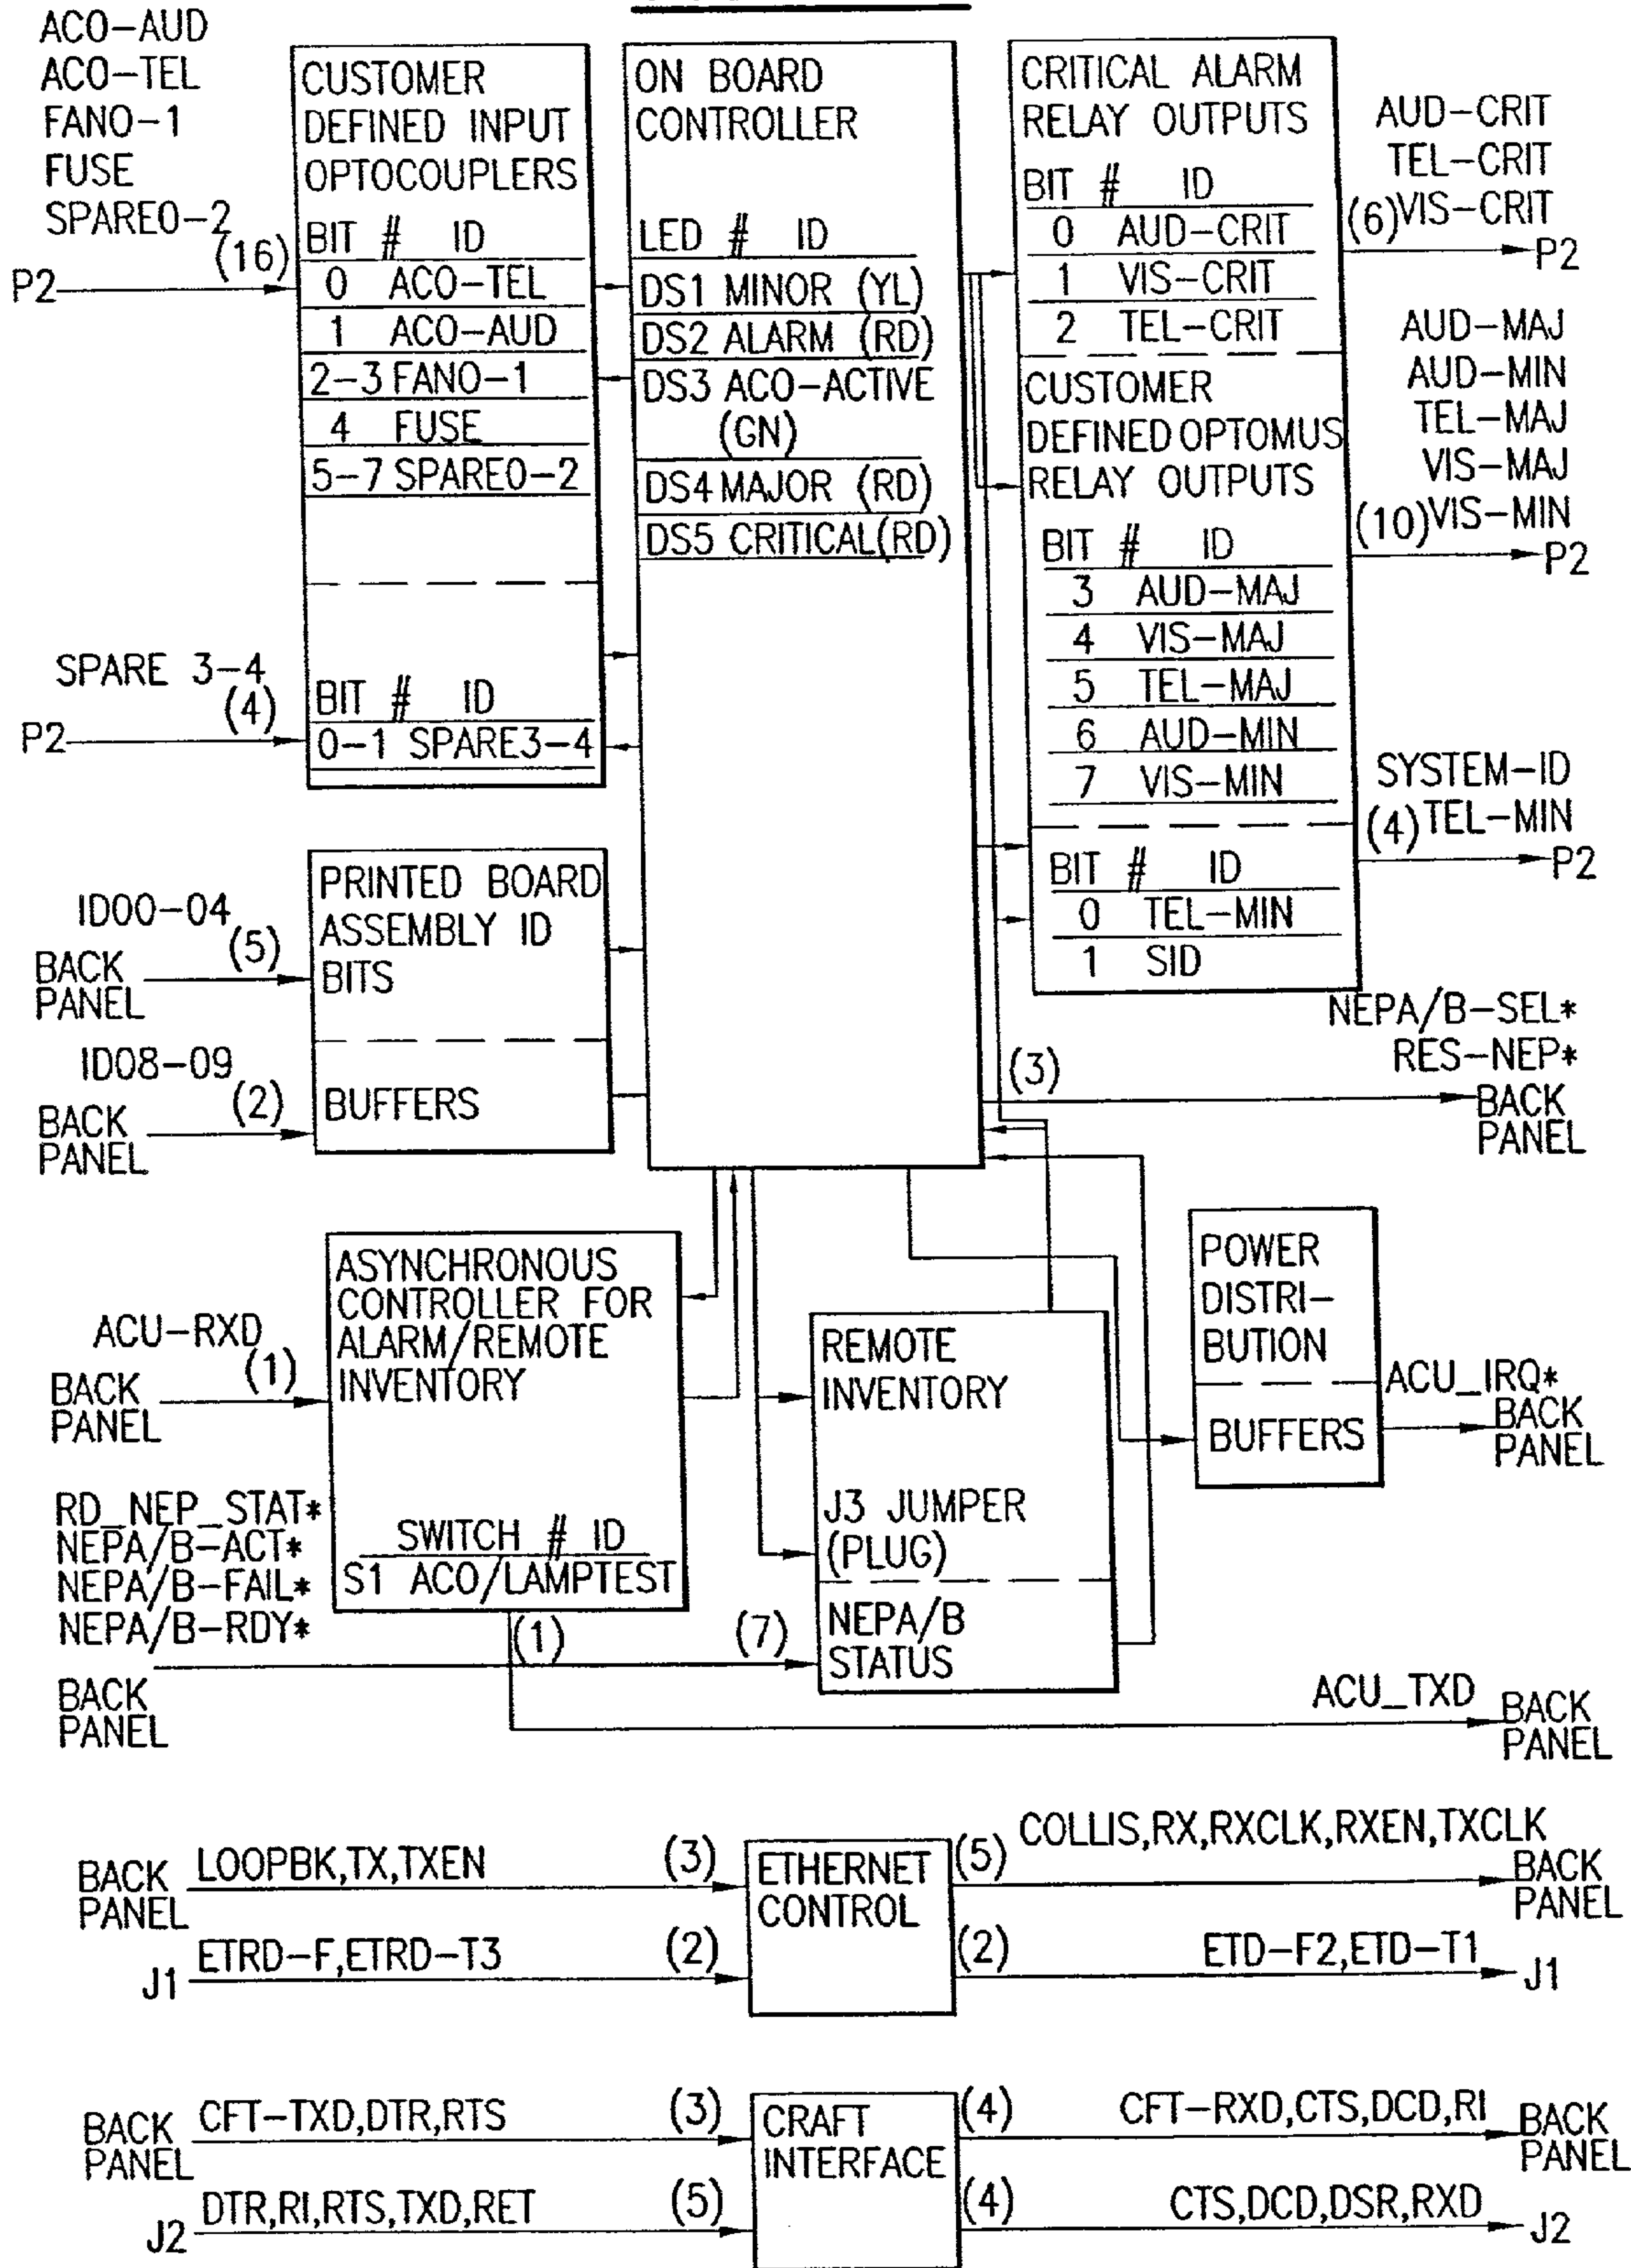 ACO-AUD
ACO-TEL
FANO-1
FUSE
SPARE0-2
(16)
P2
CUSTOMER
DEFINED INPUT
OPTOCOUPLERS
BIT # ID
0 ACO-TEL
1 ACO-AUD
2-3 FANO-1
4 FUSE
5-7 SPARE0-2
SPARE 3-4
(4)
P2
BIT # ID
0-1 SPARE3-4
ON BOARD
CONTROLLER
LED # ID
DS1 MINOR (YL)
DS2 ALARM (RD)
DS3 ACO-ACTIVE
(GN)
DS4 MAJOR (RD)
DS5 CRITICAL(RD)
CRITICAL ALARM
RELAY OUTPUTS
BIT # ID
0 AUD-CRIT
1 VIS-CRIT
2 TEL-CRIT
CUSTOMER
DEFINED OPTOMUS
RELAY OUTPUTS
BIT # ID
3 AUD-MAJ
4 VIS-MAJ
5 TEL-MAJ
6 AUD-MIN
7 VIS-MIN
BIT # ID
0 TEL-MIN
1 SID
AUD-CRIT
TEL-CRIT
(6)VIS-CRIT
P2
AUD-MAJ
AUD-MIN
TEL-MAJ
VIS-MAJ
(10)VIS-MIN
P2
SYSTEM-ID
(4)TEL-MIN
P2
NEPA/B-SEL*
RES-NEP*
(3)
BACK
PANEL
ID00-04
(5)
BACK
PANEL
PRINTED BOARD
ASSEMBLY ID
BITS
ID08-09
(2)
BACK
PANEL
BUFFERS
ACU-RXD
(1)
BACK
PANEL
ASYNCHRONOUS
CONTROLLER FOR
ALARM/REMOTE
INVENTORY
SWITCH # ID
S1 ACO/LAMPTEST
REMOTE
INVENTORY
J3 JUMPER
(PLUG)
NEPA/B
STATUS
POWER
DISTRI-
BUTION
BUFFERS
ACU_IRQ*
BACK
PANEL
RD_NEP_STAT*
NEPA/B-ACT*
NEPA/B-FAIL*
NEPA/B-RDY*
BACK
PANEL
(1)
(7)
ACU_TXD
BACK
PANEL
BACK
PANEL
LOOPBK,TX,TXEN
(3)
ETHERNET
CONTROL
(5)
COLLIS,RX,RXCLK,RXEN,TXCLK
BACK
PANEL
J1
ETRD-F,ETRD-T3
(2)
(2)
ETD-F2,ETD-T1
J1
BACK
PANEL
CFT-TXD,DTR,RTS
(3)
CRAFT
INTERFACE
(4)
CFT-RXD,CTS,DCD,RI
BACK
PANEL
J2
DTR,RI,RTS,TXD,RET
(5)
(4)
CTS,DCD,DSR,RXD
J2